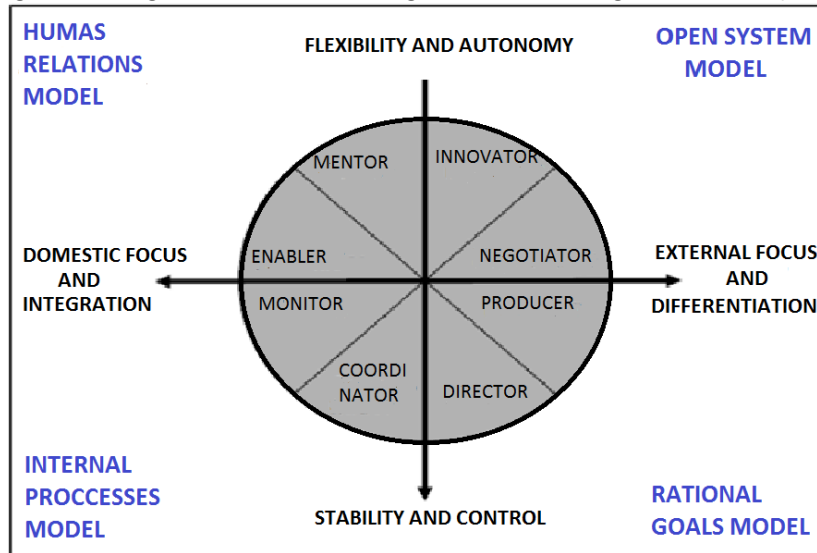 HUMAS
RELATIONS
MODEL
FLEXIBILITY AND AUTONOMY
OPEN SYSTEM
MODEL
MENTOR
INNOVATOR
DOMESTIC FOCUS
AND
INTEGRATION
ENABLER
NEGOTIATOR
EXTERNAL FOCUS
AND
DIFFERENTIATION
MONITOR
PRODUCER
COORDI
NATOR
DIRECTOR
INTERNAL
PROCCESSES
MODEL
STABILITY AND CONTROL
RATIONAL
GOALS MODEL